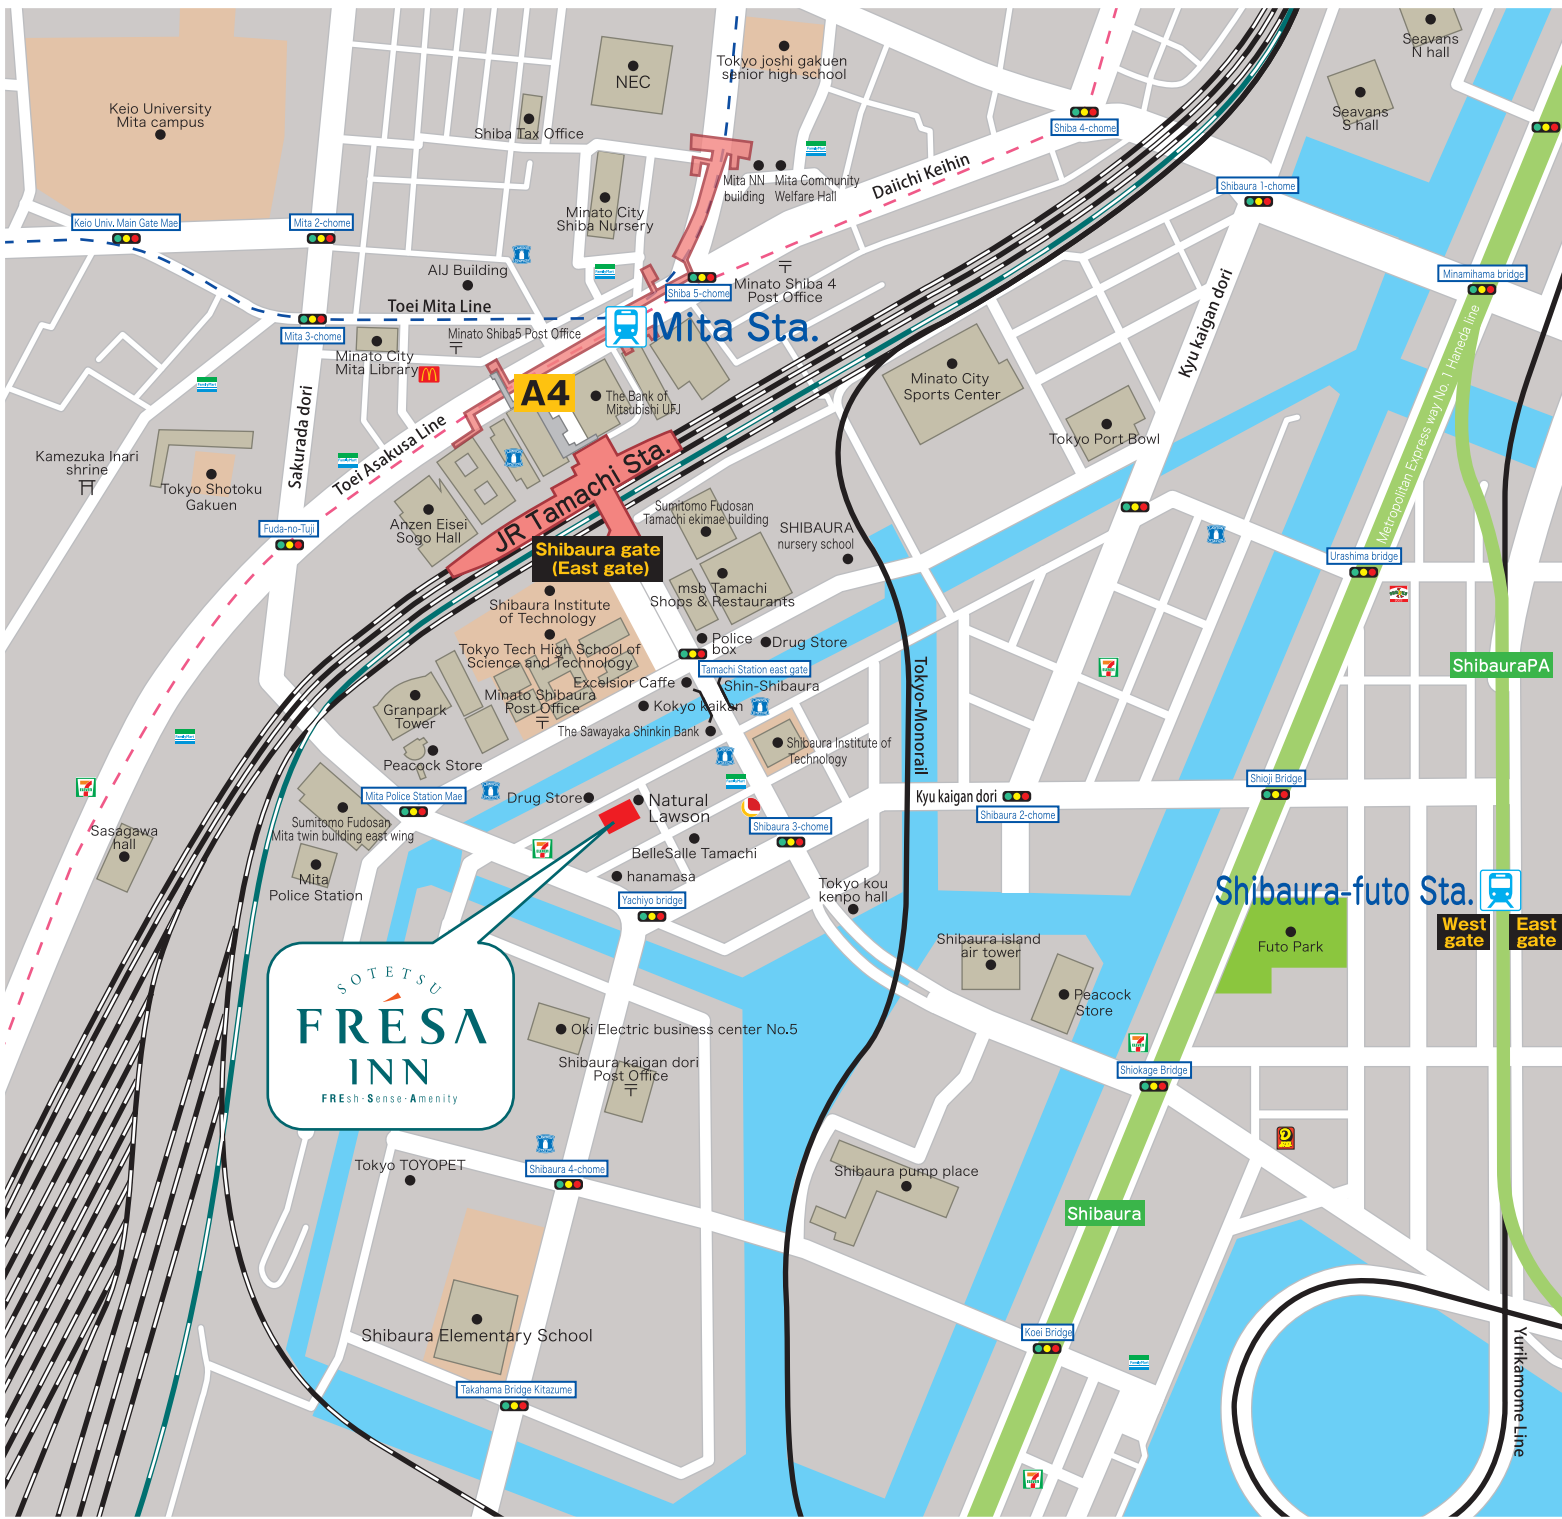 Seavans
N hall
Tokyo joshi gakuen
senior high school
NEC
Keio University
Mita campus
Seavans
S hall
Shiba Tax Office
Shiba 4-chome
Daiichi Keihin
Mita NN
building
Mita Community
Welfare Hall
Shibaura 1-chome
Minato City
Shiba Nursery
Keio Univ. Main Gate Mae
Mita 2-chome
AIJ Building
Minato Shiba 4
Post Office
Shiba 5-chome
Minamihama bridge
Toei Mita Line
Mita 3-chome
Minato Shiba5 Post Office
Mita Sta.
Kyu kaigan dori
Minato City
Mita Library
Metropolitan Express way No. 1 Haneda line
A4
The Bank of
Mitsubishi UFJ
Minato City
Sports Center
Sakurada dori
Toei Asakusa Line
Tokyo Port Bowl
Kamezuka Inari
shrine
Tokyo Shotoku
Gakuen
JR Tamachi Sta.
Anzen Eisei
Sogo Hall
Sumitomo Fudosan
Tamachi ekimae building
SHIBAURA
nursery school
Fuda-no-Tuji
Shibaura gate
(East gate)
Urashima bridge
msb Tamachi
Shops & Restaurants
Shibaura Institute
of Technology
Police
box
Drug Store
Tokyo Tech High School of
Science and Technology
Tamachi Station east gate
ShibauraPA
Excelsior Caffe
Shin-Shibaura
Tokyo-Monorail
Minato Shibaura
Post Office
Kokyo kaikan
Granpark
Tower
The Sawayaka Shinkin Bank
Shibaura Institute of
Technology
Peacock Store
Shioji Bridge
Mita Police Station Mae
Drug Store
Natural
Lawson
Kyu kaigan dori
Shibaura 2-chome
Sumitomo Fudosan
Mita twin building east wing
Shibaura 3-chome
Sasagawa
hall
BelleSalle Tamachi
Mita
Police Station
hanamasa
Tokyo kou
kenpo hall
Yachiyo bridge
Shibaura-futo Sta.
West
gate
East
gate
Futo Park
Shibaura island
air tower
SOTETSU
FRÉSA
INN
FREsh·Sense·Amenity
Peacock
Store
Oki Electric business center No.5
Shibaura kaigan dori
Post Office
Shiokage Bridge
Tokyo TOYOPET
Shibaura 4-chome
Shibaura pump place
Shibaura
Shibaura Elementary School
Koei Bridge
Takahama Bridge Kitazume
Yurikamome Line